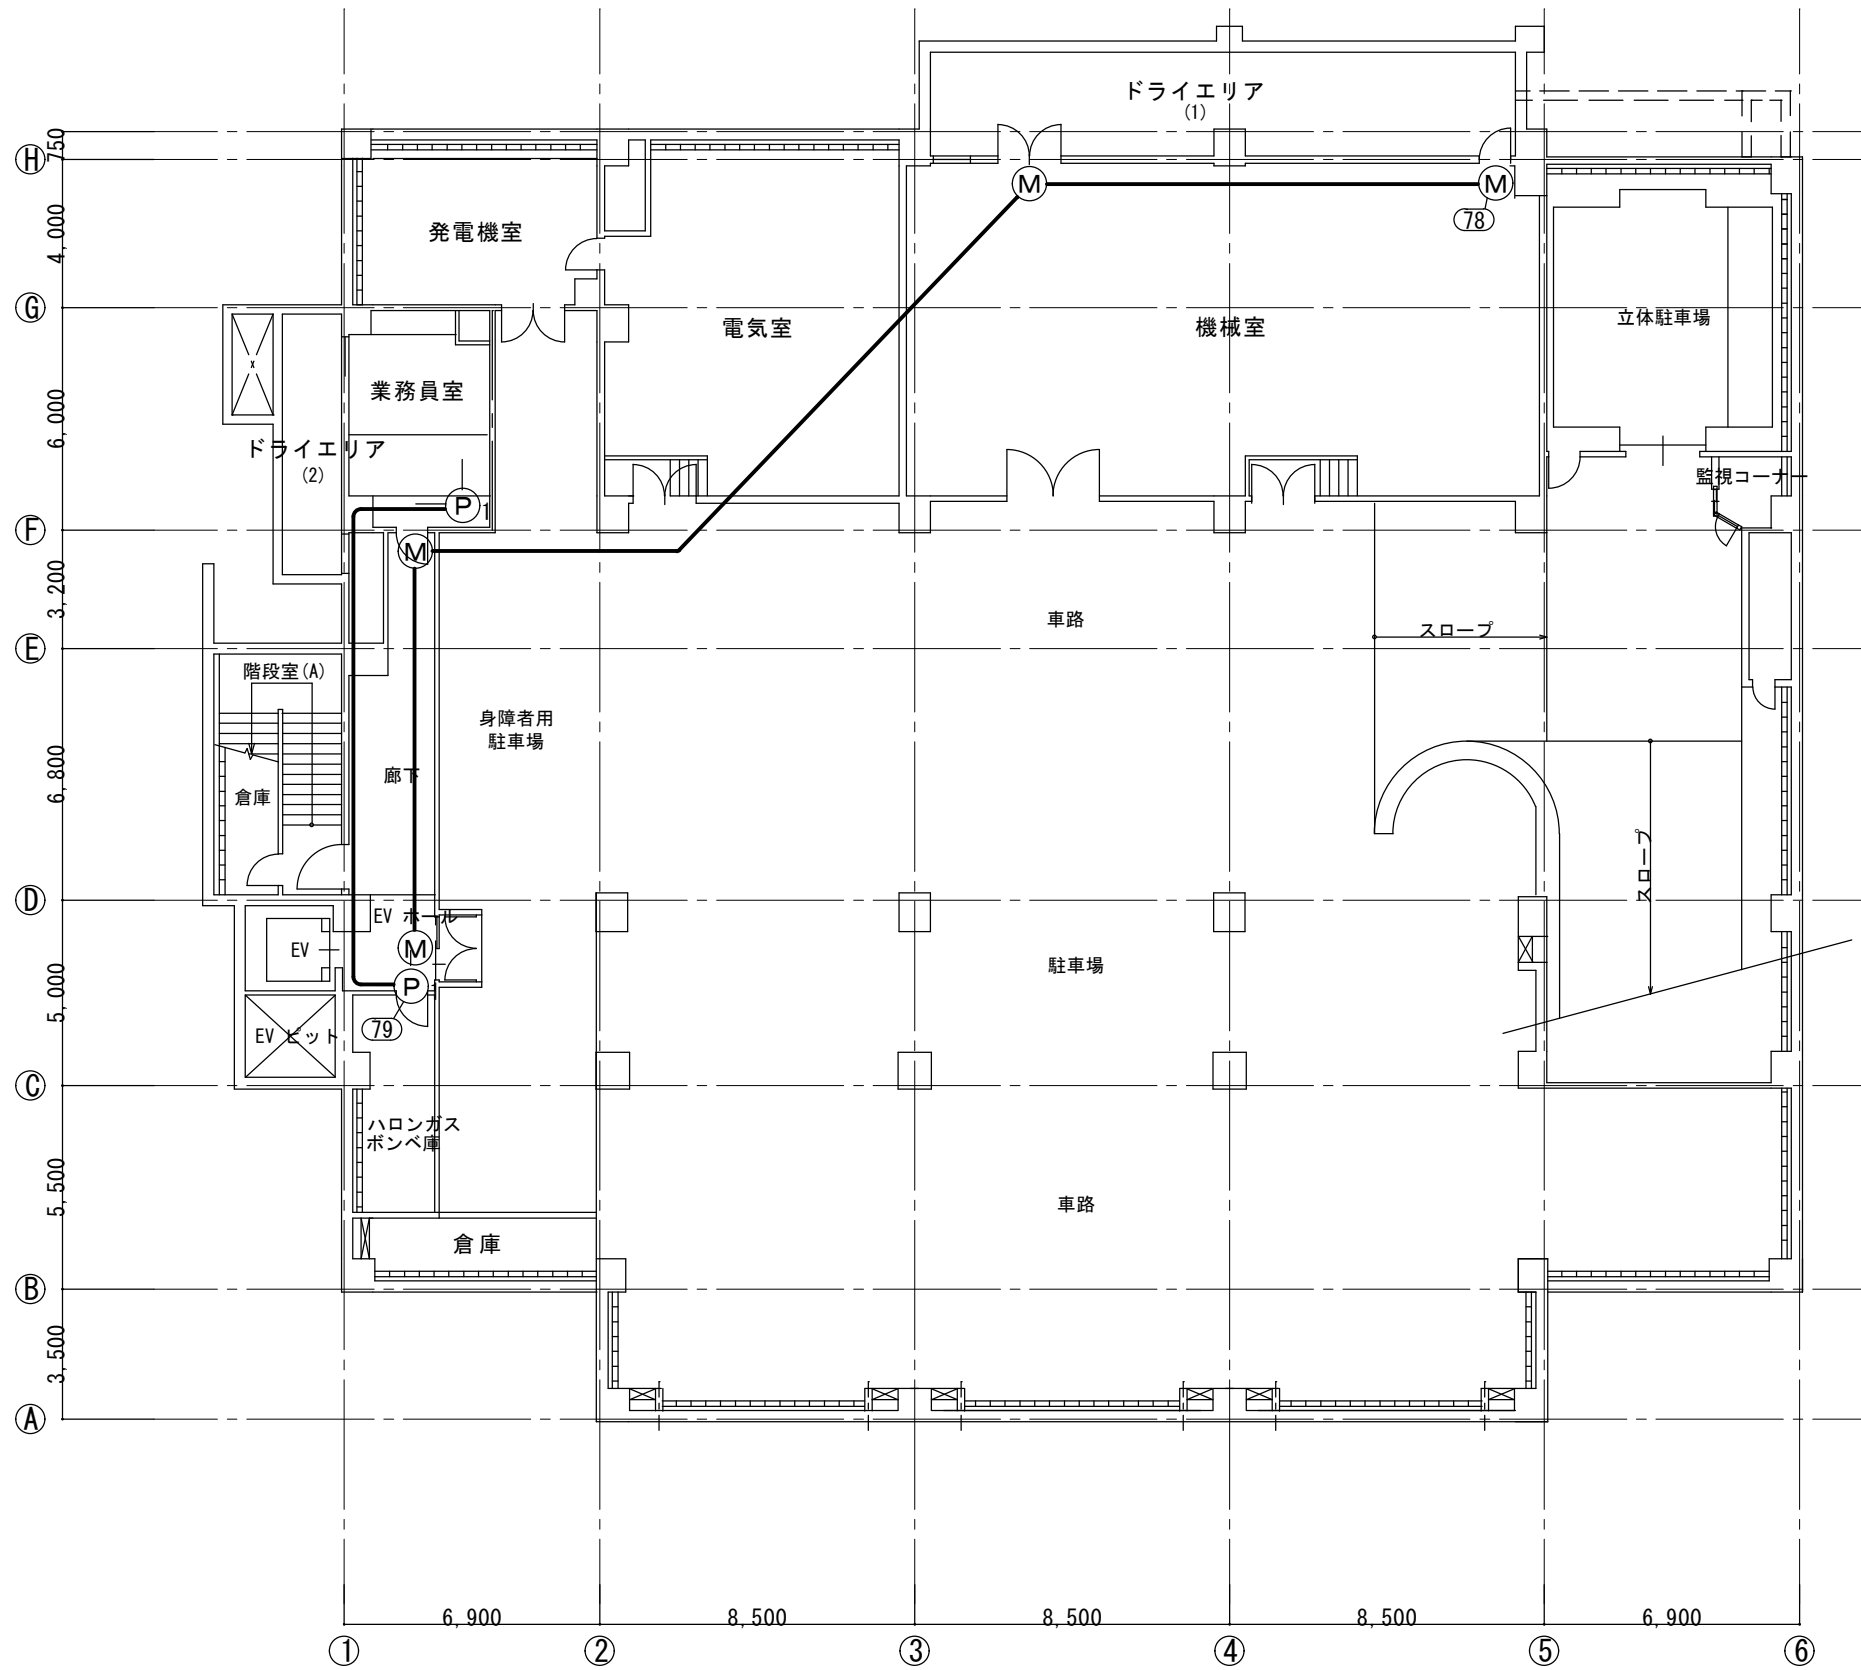 ドライエリア
(1)
H
750
M
M
78
発電機室
4,000
G
電気室
機械室
立体駐車場
業務員室
6,000
ドライエリア
(2)
監視コーナー
P
1
F
M
3,200
車路
スロープ
E
階段室(A)
身障者用
駐車場
6,800
廊下
倉庫
スロープ
D
EV ホール
EV
M
駐車場
P
1
5,000
79
EV ピット
C
ハロンガス
ボンベ庫
5,500
車路
倉庫
B
3,500
A
6,900
8,500
8,500
8,500
6,900
1
2
3
4
5
6